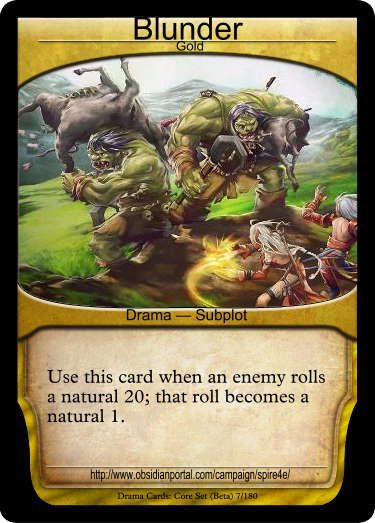 Blunder
Gold
Drama — Subplot
Use this card when an enemy rolls
a natural 20; that roll becomes a
natural 1.
http://www.obsidianportal.com/campaign/spire4e/
Drama Cards: Core Set (Beta) 7/180